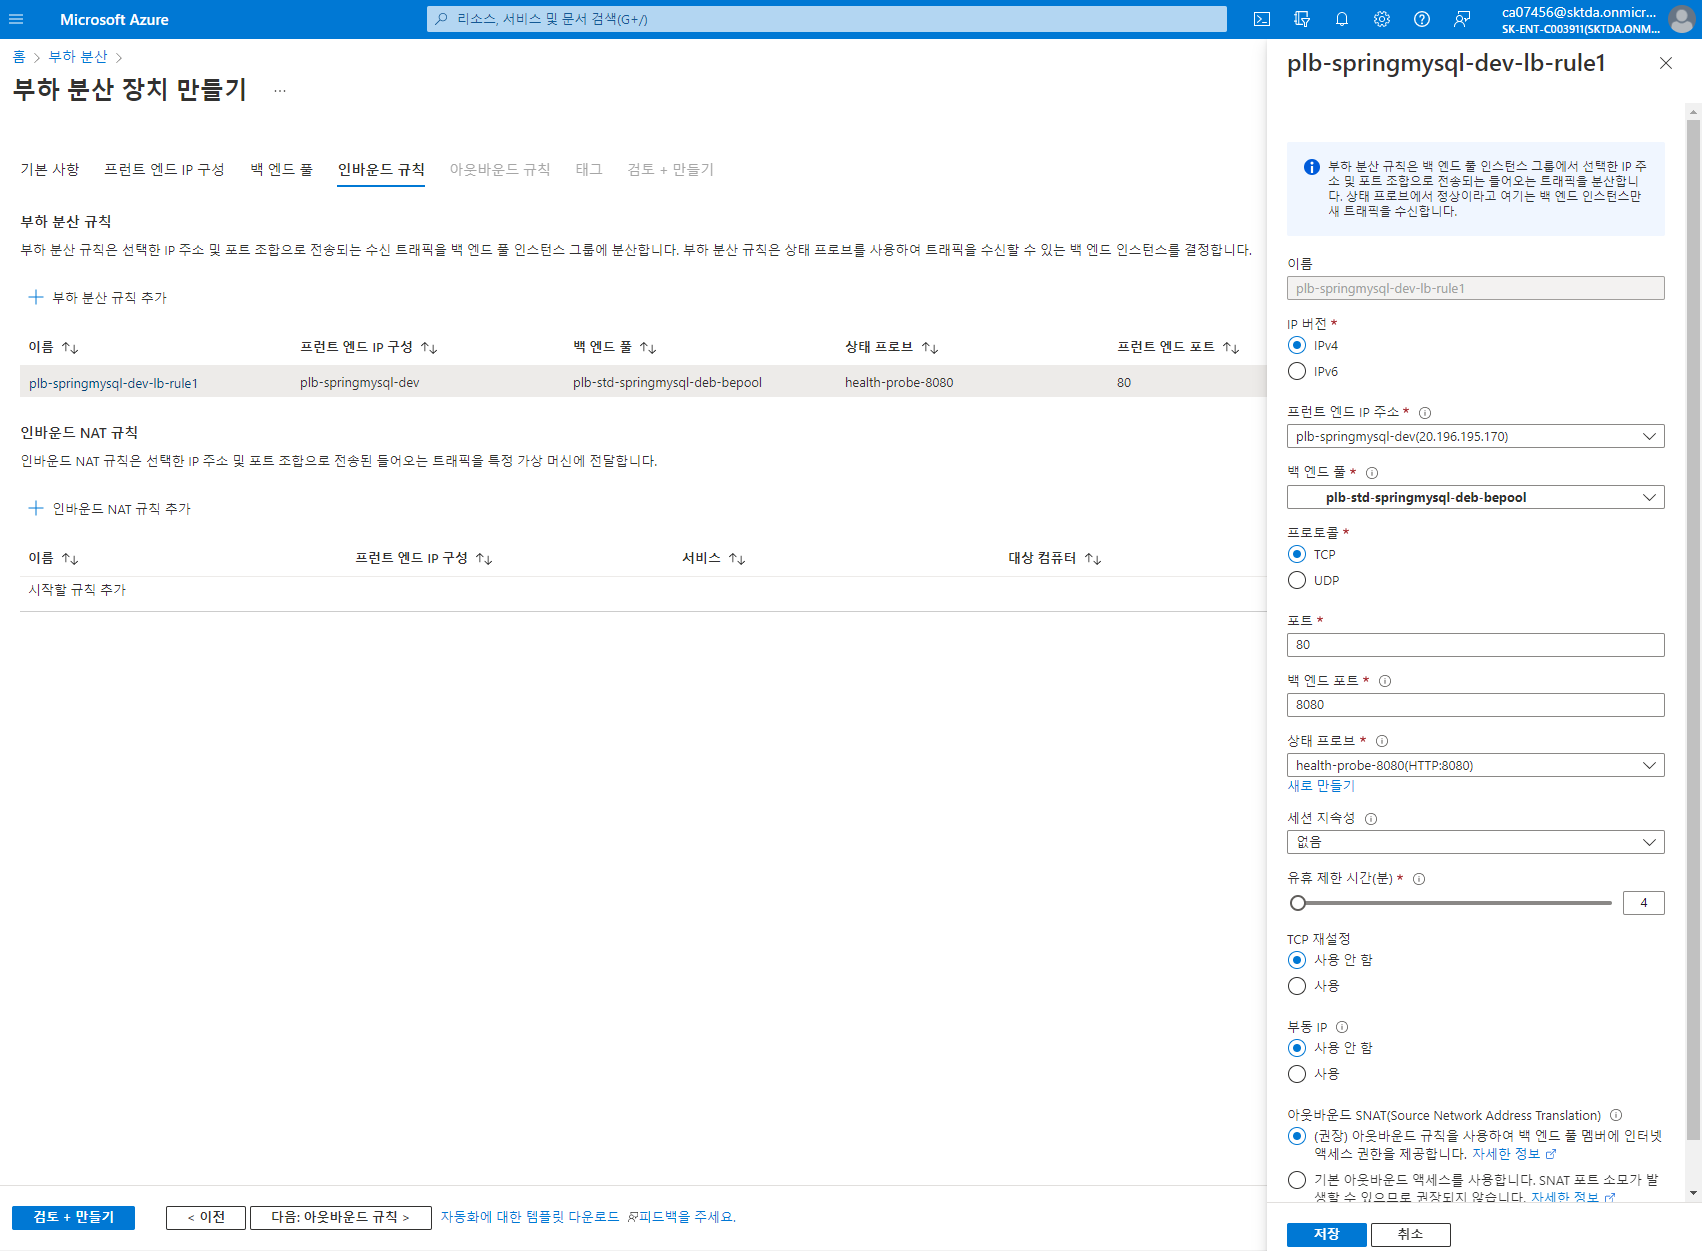 Microsoft Azure
리소스, 서비스 및 문서 검색(G+/)
ca07456@sktda.onmicr...
SK-ENT-C003911(SKTDA.ONM...
홈
부하 분산
부하 분산 장치 만들기
...
기본 사항
프런트 엔드 IP 구성
백 엔드 풀
인바운드 규칙
아웃바운드 규칙
태그
검토 + 만들기
부하 분산 규칙
부하 분산 규칙은 선택한 IP 주소 및 포트 조합으로 전송되는 수신 트래픽을 백 엔드 풀 인스턴스 그룹에 분산합니다. 부하 분산 규칙은 상태 프로브를 사용하여 트래픽을 수신할 수 있는 백 엔드 인스턴스를 결정합니다.
부하 분산 규칙 추가
이름 프런트 엔드 IP 구성 백 엔드 풀 상태 프로브 프런트 엔드 포트
plb-springmysql-dev-lb-rule1 plb-springmysql-dev plb-std-springmysql-deb-bepool health-probe-8080 80
인바운드 NAT 규칙
인바운드 NAT 규칙은 선택한 IP 주소 및 포트 조합으로 전송된 들어오는 트래픽을 특정 가상 머신에 전달합니다.
인바운드 NAT 규칙 추가
이름 프런트 엔드 IP 구성 서비스 대상 컴퓨터
시작할 규칙 추가
검토 + 만들기
< 이전
다음: 아웃바운드 규칙 >
자동화에 대한 템플릿 다운로드
피드백을 주세요.
plb-springmysql-dev-lb-rule1
부하 분산 규칙은 백 엔드 풀 인스턴스 그룹에서 선택한 IP 주
소 및 포트 조합으로 전송되는 들어오는 트래픽을 분산합니
다. 상태 프로브에서 정상이라고 여기는 백 엔드 인스턴스만
새 트래픽을 수신합니다.
이름
plb-springmysql-dev-lb-rule1
IP 버전 *
IPv4
IPv6
프런트 엔드 IP 주소 *
plb-springmysql-dev(20.196.195.170)
백 엔드 풀 *
plb-std-springmysql-deb-bepool
프로토콜 *
TCP
UDP
포트 *
80
백 엔드 포트 *
8080
상태 프로브 *
health-probe-8080(HTTP:8080)
새로 만들기
세션 지속성
없음
유휴 제한 시간(분) *
4
TCP 재설정
사용 안 함
사용
부동 IP
사용 안 함
사용
아웃바운드 SNAT(Source Network Address Translation)
(권장) 아웃바운드 규칙을 사용하여 백 엔드 풀 멤버에 인터넷
액세스 권한을 제공합니다. 자세한 정보
기본 아웃바운드 액세스를 사용합니다. SNAT 포트 소모가 발
생할 수 있으므로 권장되지 않습니다. 자세한 정보
저장
취소